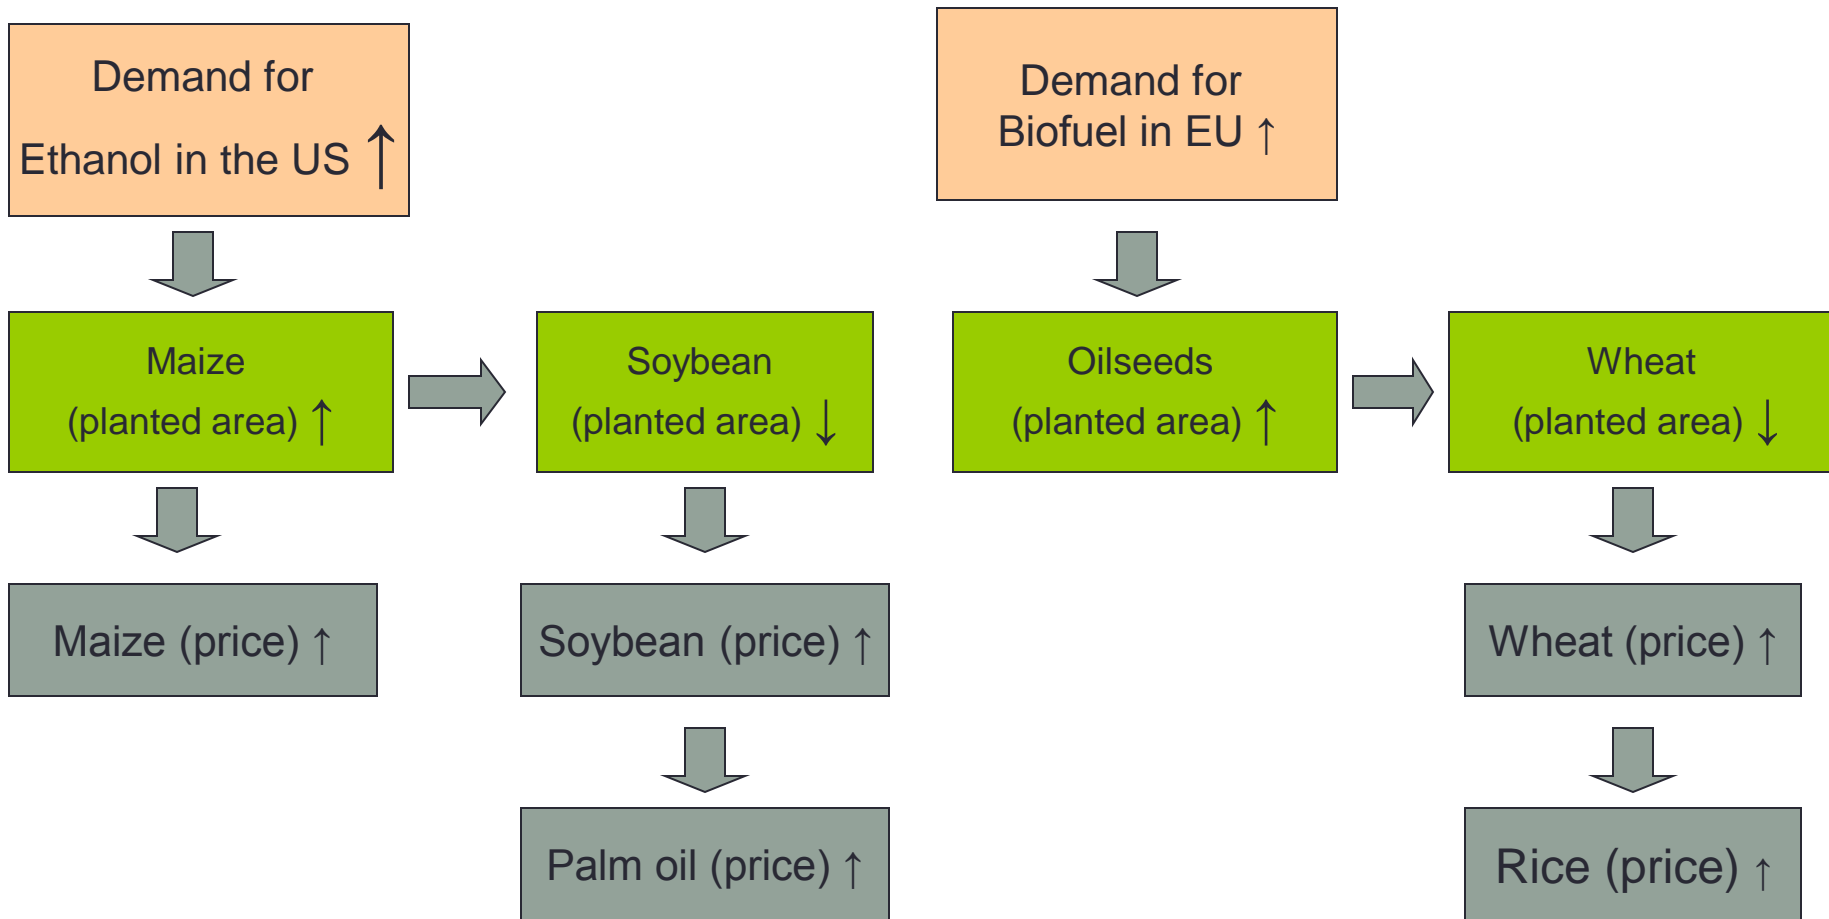 Demand for
Ethanol in the US ↑
Demand for
Biofuel in EU ↑
Maize
(planted area) ↑
Soybean
(planted area) ↓
Oilseeds
(planted area) ↑
Wheat
(planted area) ↓
Maize (price) ↑
Soybean (price) ↑
Wheat (price) ↑
Palm oil (price) ↑
Rice (price) ↑